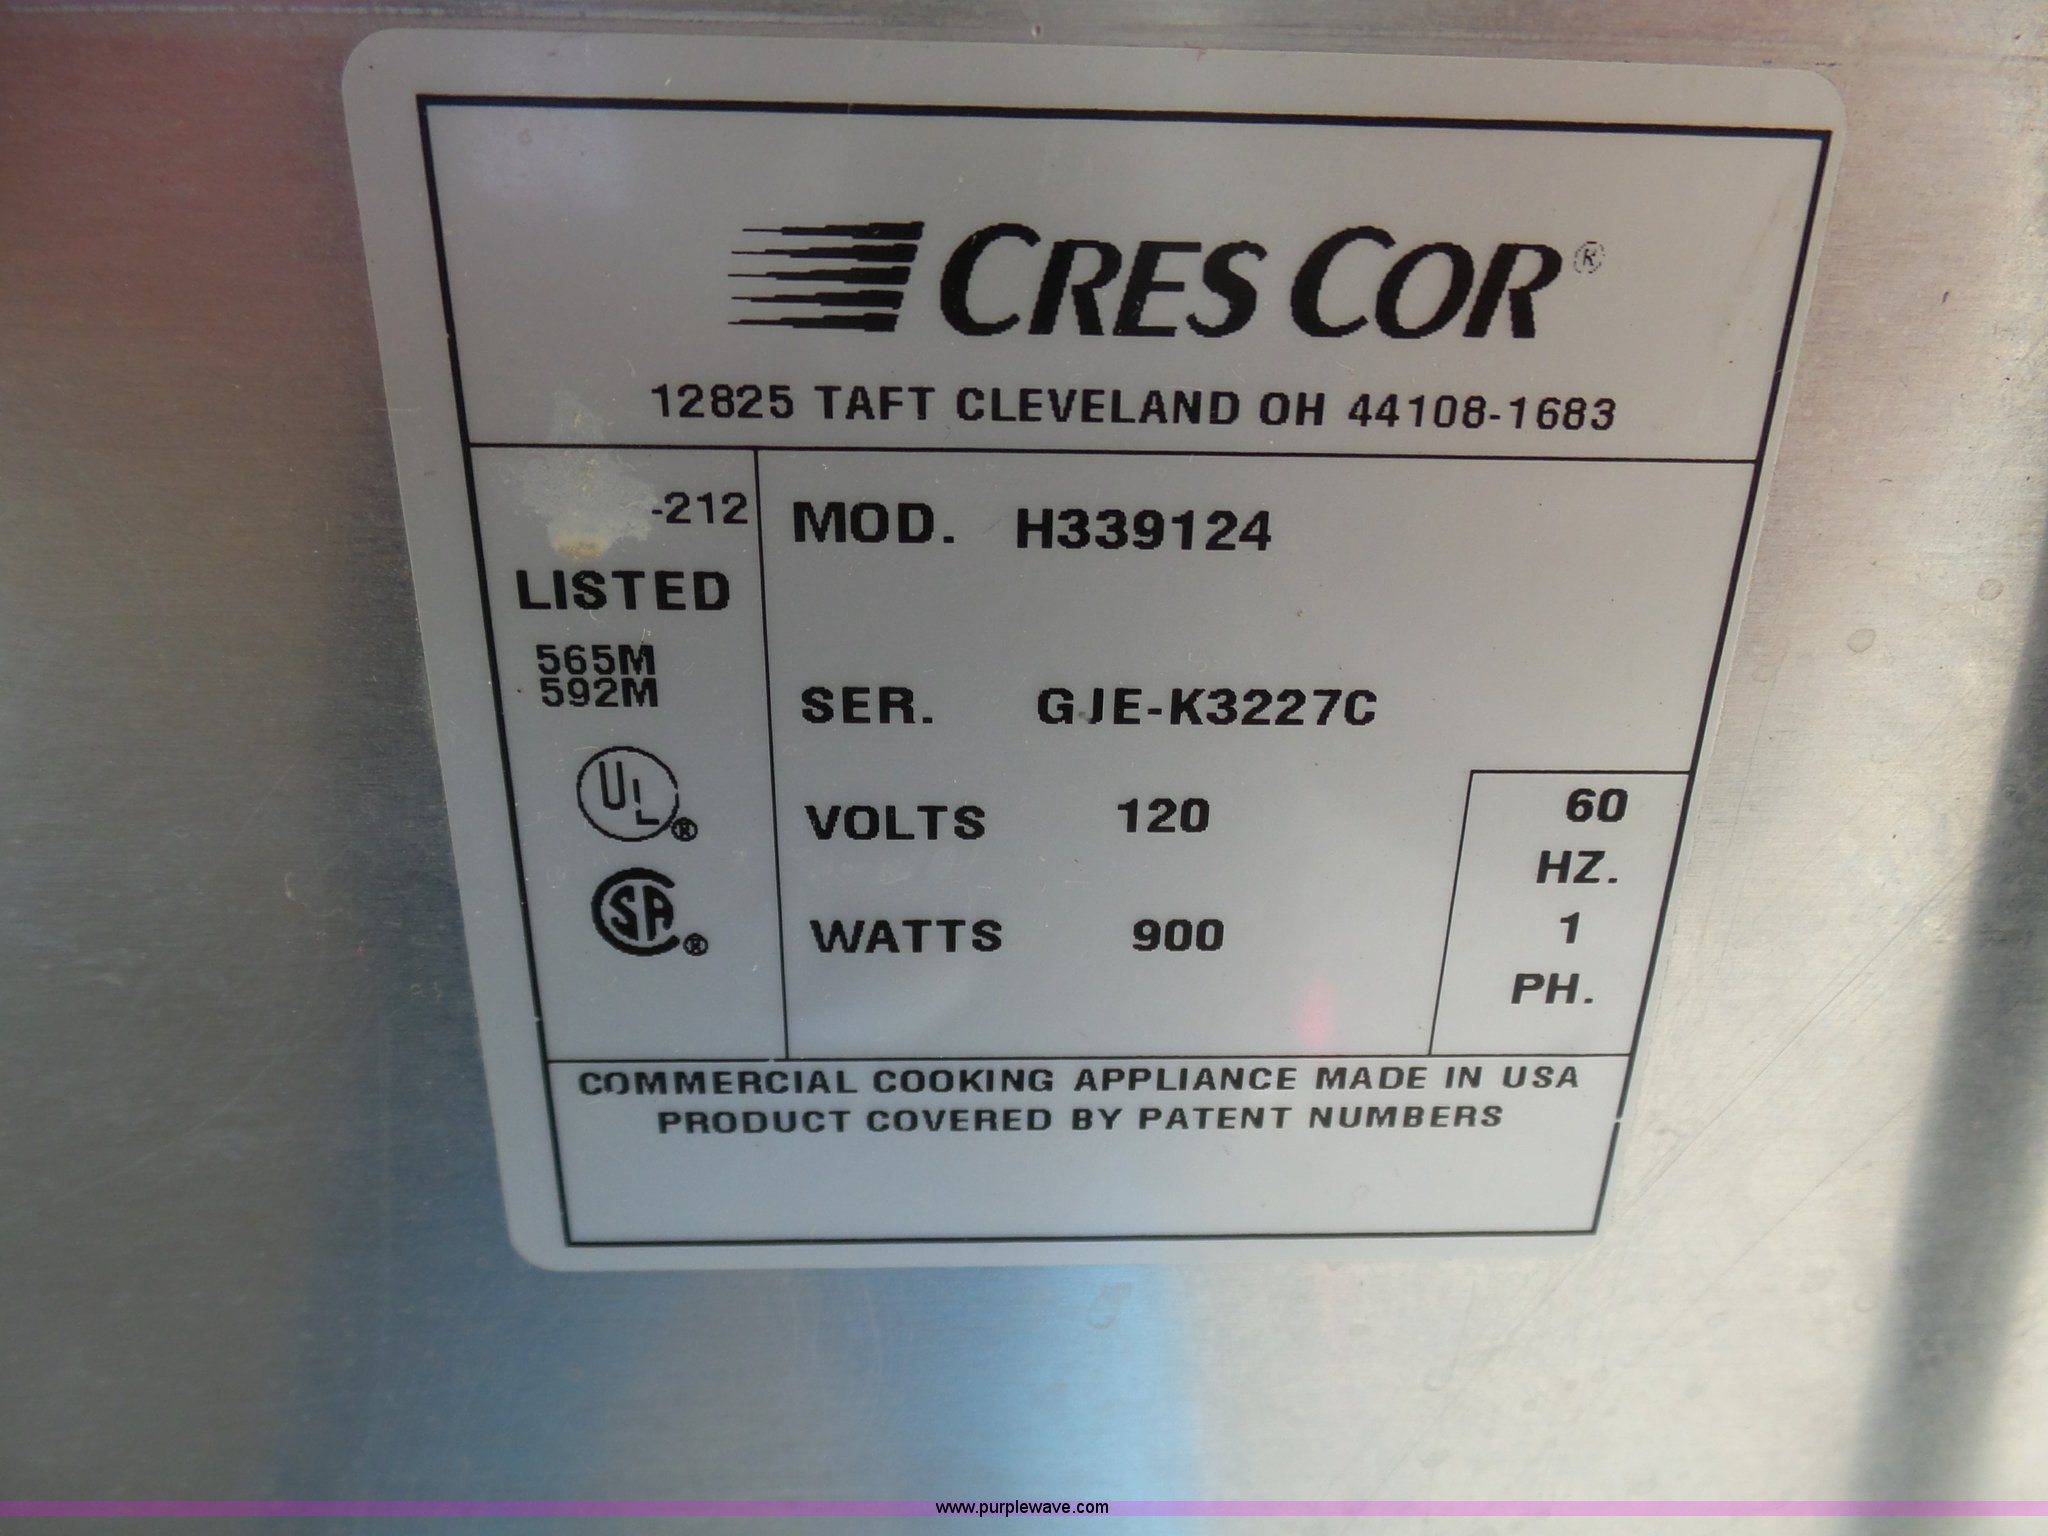 CRES COR®
12825 TAFT CLEVELAND OH 44108-1683
-212
LISTED
565M
592M
UL®
SA®
MOD. H339124
SER. GJE-K3227C
VOLTS 120
WATTS 900
60
HZ.
1
PH.
COMMERCIAL COOKING APPLIANCE MADE IN USA
PRODUCT COVERED BY PATENT NUMBERS
www.purplewave.com